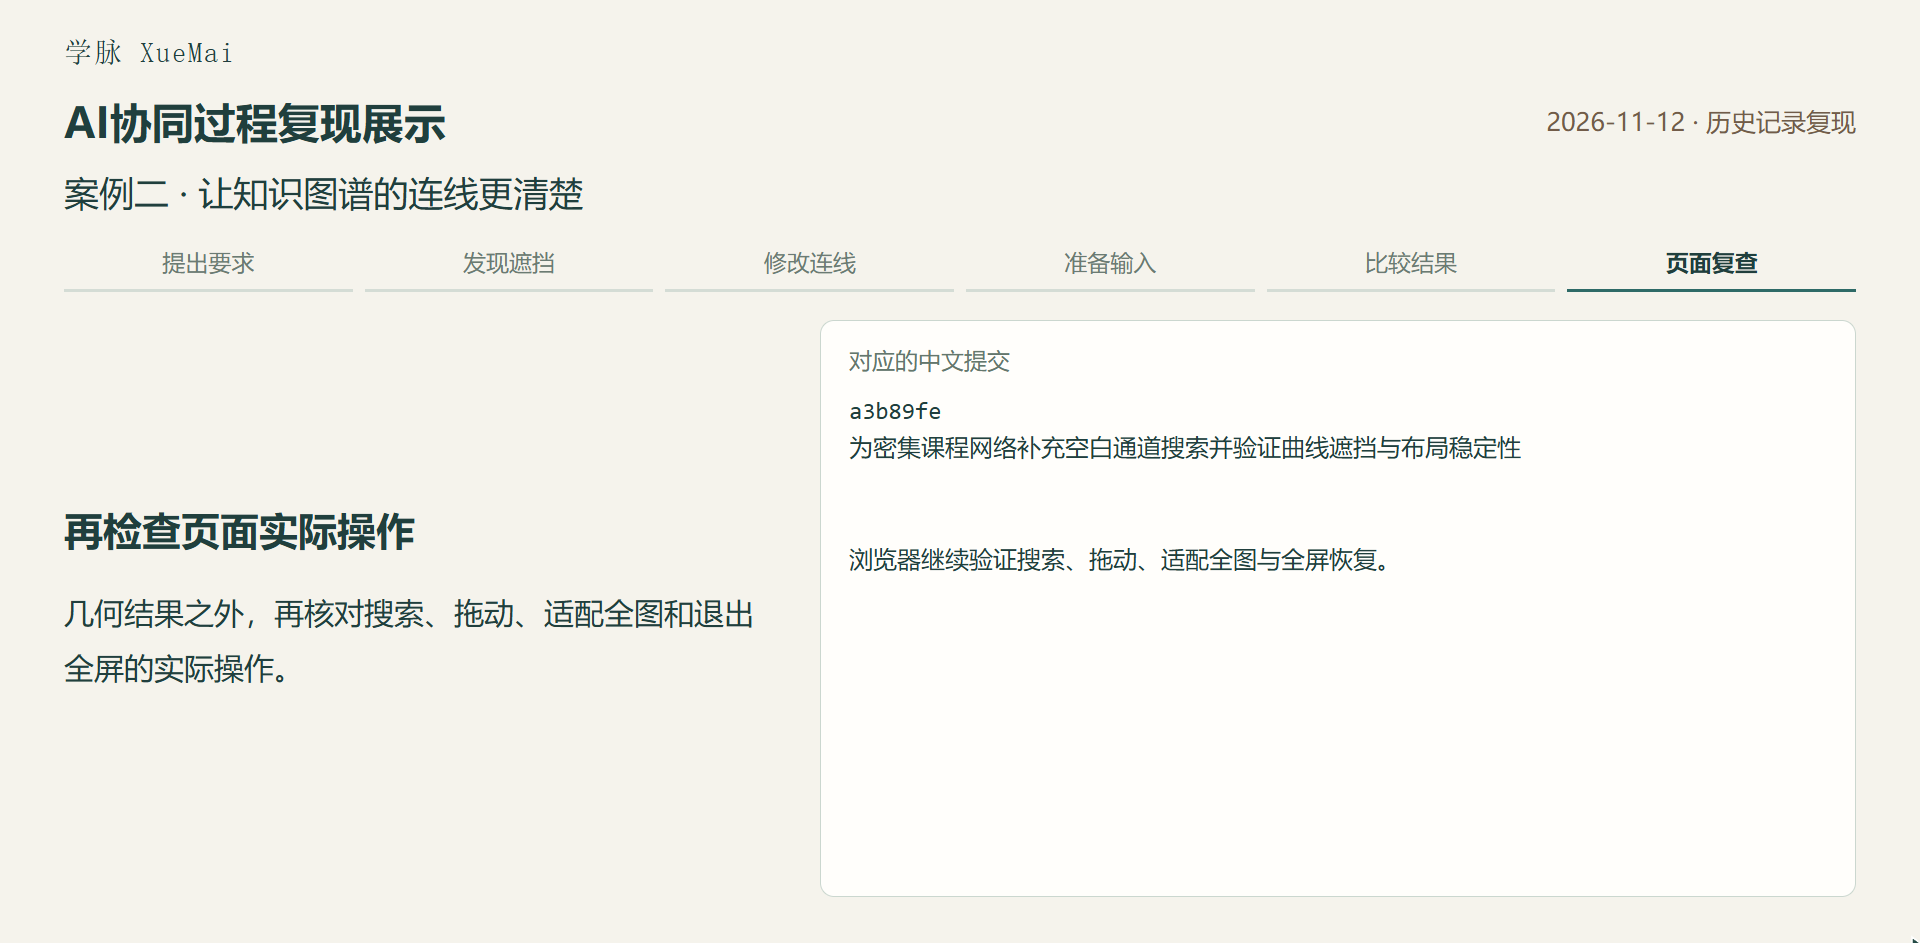 学脉 XueMai
AI协同过程复现展示
2026-11-12 · 历史记录复现
案例二 · 让知识图谱的连线更清楚
提出要求
发现遮挡
修改连线
准备输入
比较结果
页面复查
再检查页面实际操作
几何结果之外，再核对搜索、拖动、适配全图和退出
全屏的实际操作。
对应的中文提交
a3b89fe
为密集课程网络补充空白通道搜索并验证曲线遮挡与布局稳定性
浏览器继续验证搜索、拖动、适配全图与全屏恢复。